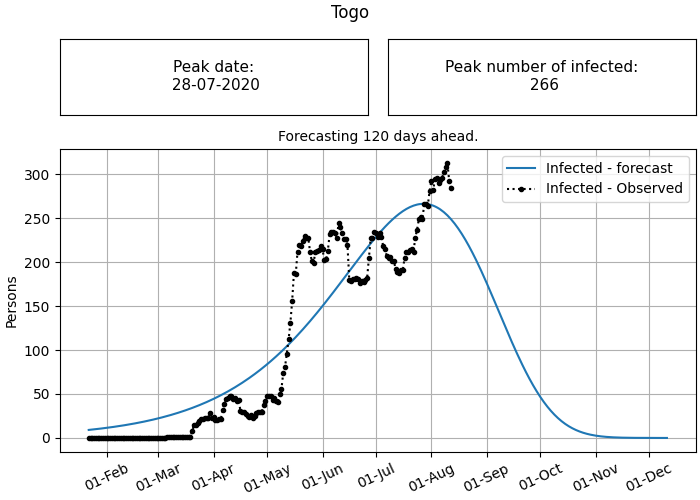 Togo
Peak date:
28-07-2020
Peak number of infected:
266
Forecasting 120 days ahead.
Infected - forecast
Infected - Observed
Persons
300
250
200
150
100
50
0
01-Feb
01-Mar
01-Apr
01-May
01-Jun
01-Jul
01-Aug
01-Sep
01-Oct
01-Nov
01-Dec